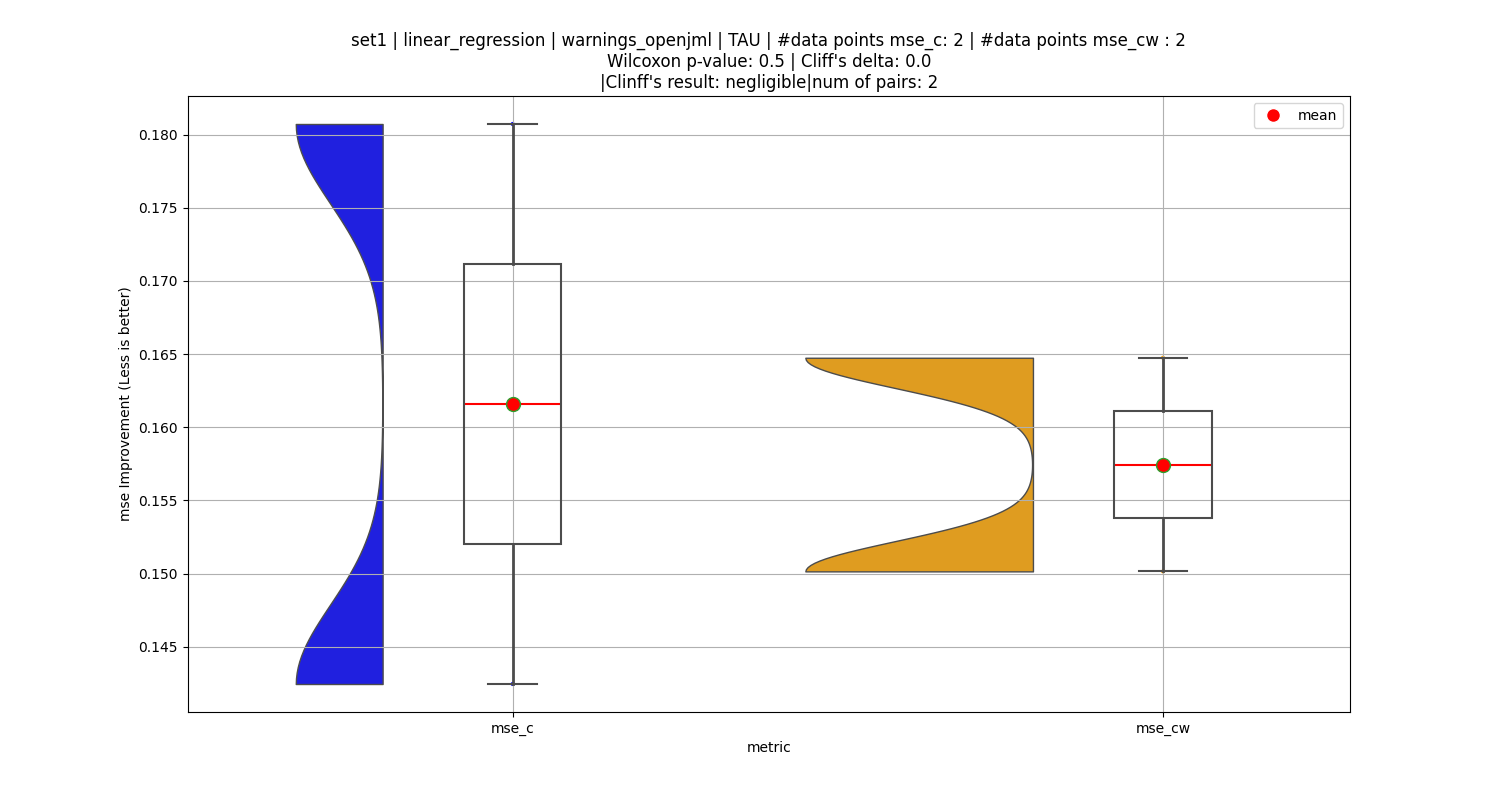 set1 | linear_regression | warnings_openjml | TAU | #data points mse_c: 2 | #data points mse_cw : 2
Wilcoxon p-value: 0.5 | Cliff's delta: 0.0
|Clinff's result: negligible|num of pairs: 2
mean
0.180
0.175
0.170
0.165
0.160
0.155
0.150
0.145
mse Improvement (Less is better)
mse_c
mse_cw
metric